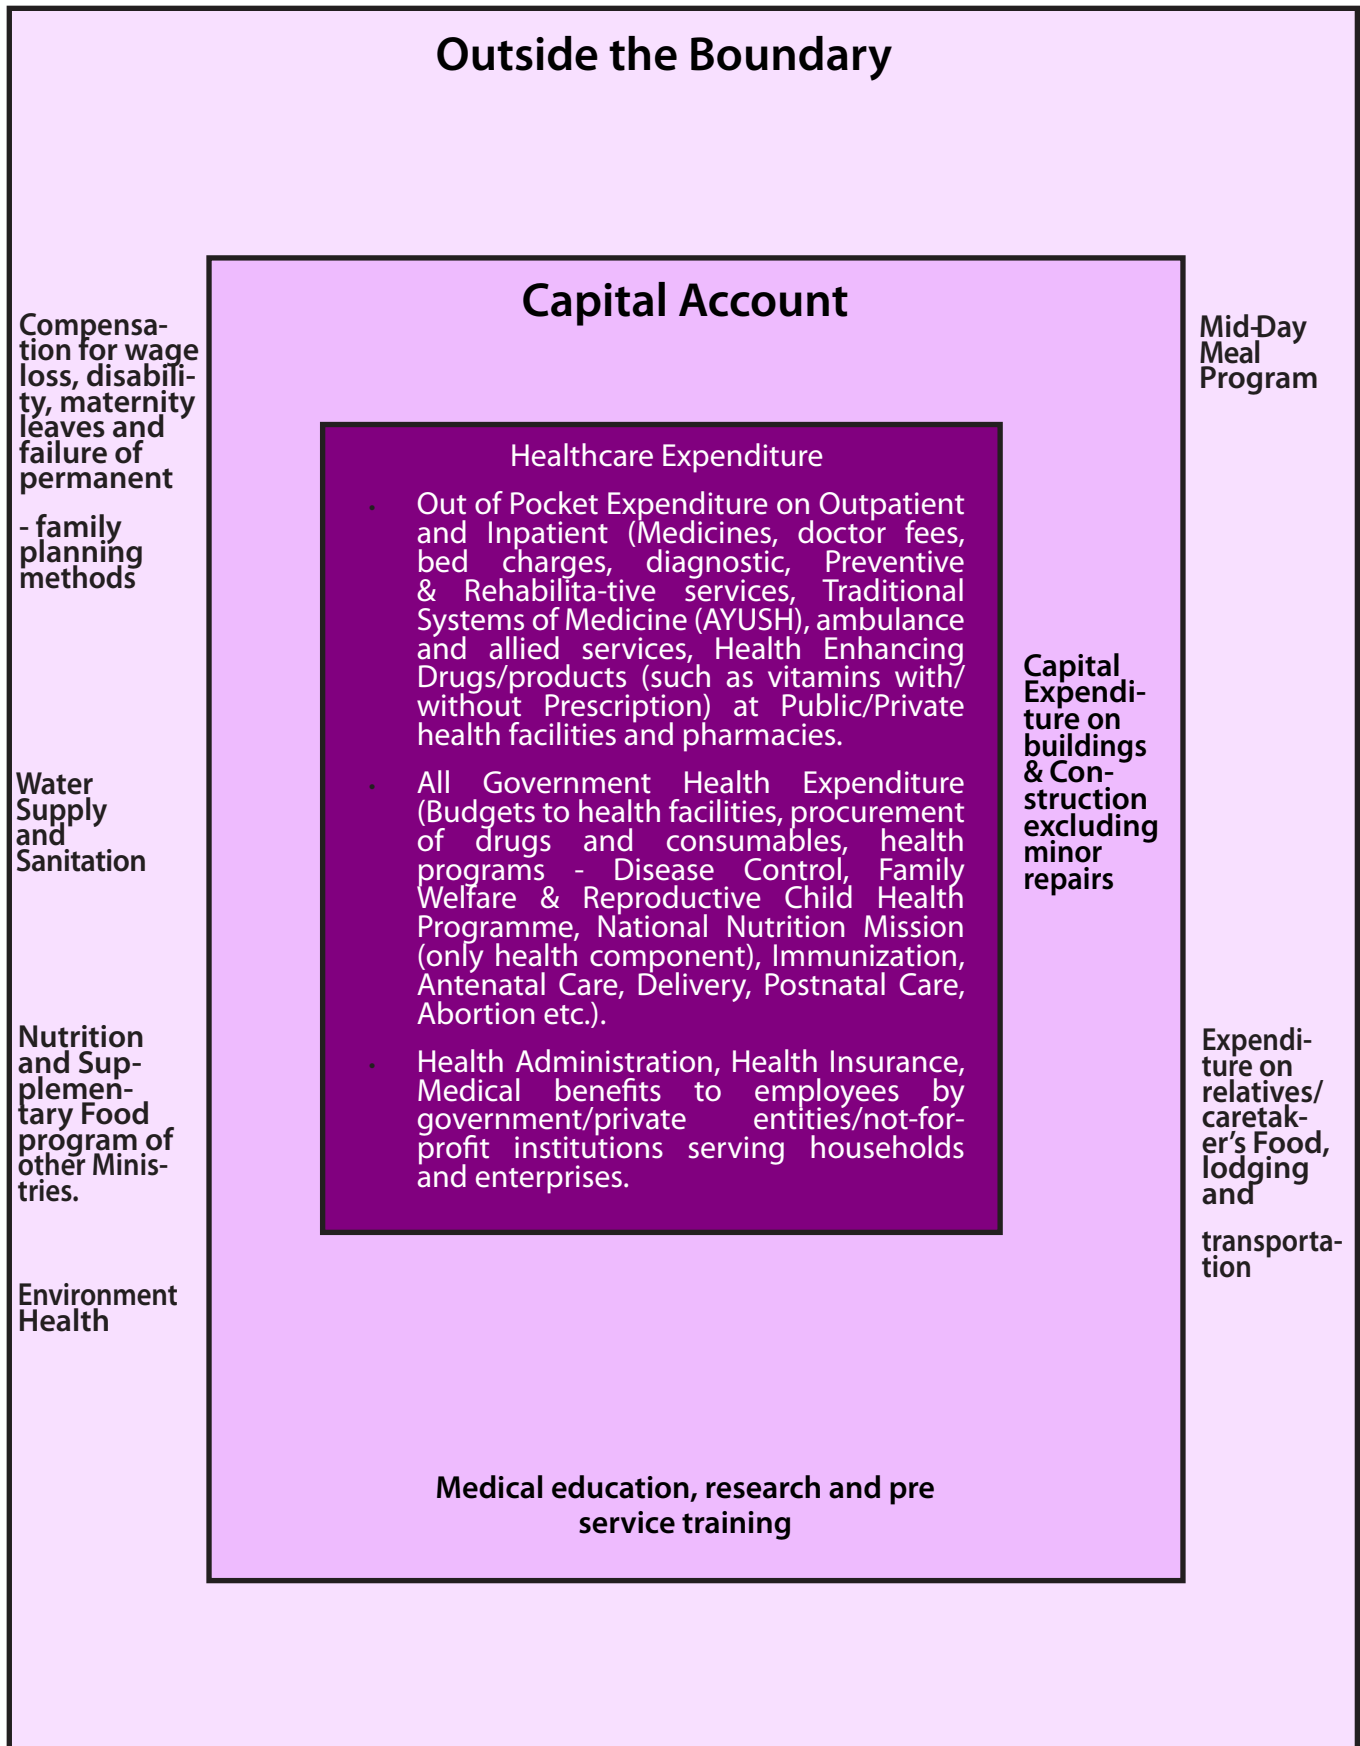 Outside the Boundary
Capital Account
Compensa-
tion for wage
loss, disabili-
ty, maternity
leaves and
failure of
permanent
- family
planning
methods
Water
Supply
and
Sanitation
Nutrition
and Sup-
plemen-
tary Food
program of
other Minis-
tries.
Environment
Health
Healthcare Expenditure
. Out of Pocket Expenditure on Outpatient
and Inpatient (Medicines, doctor fees,
bed charges, diagnostic, Preventive
& Rehabilita-tive services, Traditional
Systems of Medicine (AYUSH), ambulance
and allied services, Health Enhancing
Drugs/products (such as vitamins with/
without Prescription) at Public/Private
health facilities and pharmacies.
. All Government Health Expenditure
(Budgets to health facilities, procurement
of drugs and consumables, health
programs - Disease Control, Family
Welfare & Reproductive Child Health
Programme, National Nutrition Mission
(only health component), Immunization,
Antenatal Care, Delivery, Postnatal Care,
Abortion etc.).
. Health Administration, Health Insurance,
Medical benefits to employees by
government/private entities/not-for-
profit institutions serving households
and enterprises.
Capital
Expendi-
ture on
buildings
& Con-
struction
excluding
minor
repairs
Medical education, research and pre
service training
Mid-Day
Meal
Program
Expendi-
ture on
relatives/
caretak-
er's Food,
lodging
and
transporta-
tion